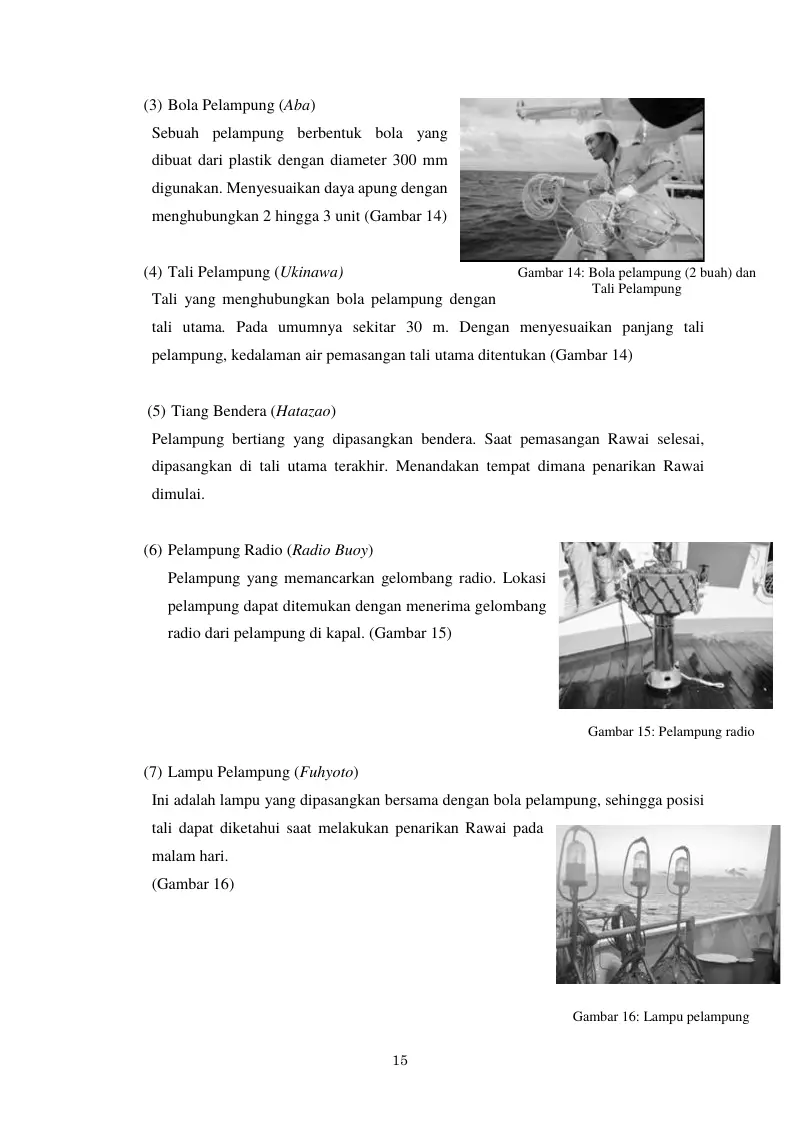 (3) Bola Pelampung (Aba)
Sebuah pelampung berbentuk bola yang
dibuat dari plastik dengan diameter 300 mm
digunakan. Menyesuaikan daya apung dengan
menghubungkan 2 hingga 3 unit (Gambar 14)
Gambar 14: Bola pelampung (2 buah) dan
Tali Pelampung
(4) Tali Pelampung (Ukinawa)
Tali yang menghubungkan bola pelampung dengan
tali utama. Pada umumnya sekitar 30 m. Dengan menyesuaikan panjang tali
pelampung, kedalaman air pemasangan tali utama ditentukan (Gambar 14)
(5) Tiang Bendera (Hatazao)
Pelampung bertiang yang dipasangkan bendera. Saat pemasangan Rawai selesai,
dipasangkan di tali utama terakhir. Menandakan tempat dimana penarikan Rawai
dimulai.
(6) Pelampung Radio (Radio Buoy)
Pelampung yang memancarkan gelombang radio. Lokasi
pelampung dapat ditemukan dengan menerima gelombang
radio dari pelampung di kapal. (Gambar 15)
Gambar 15: Pelampung radio
(7) Lampu Pelampung (Fuhyoto)
Ini adalah lampu yang dipasangkan bersama dengan bola pelampung, sehingga posisi
tali dapat diketahui saat melakukan penarikan Rawai pada
malam hari.
(Gambar 16)
Gambar 16: Lampu pelampung
15